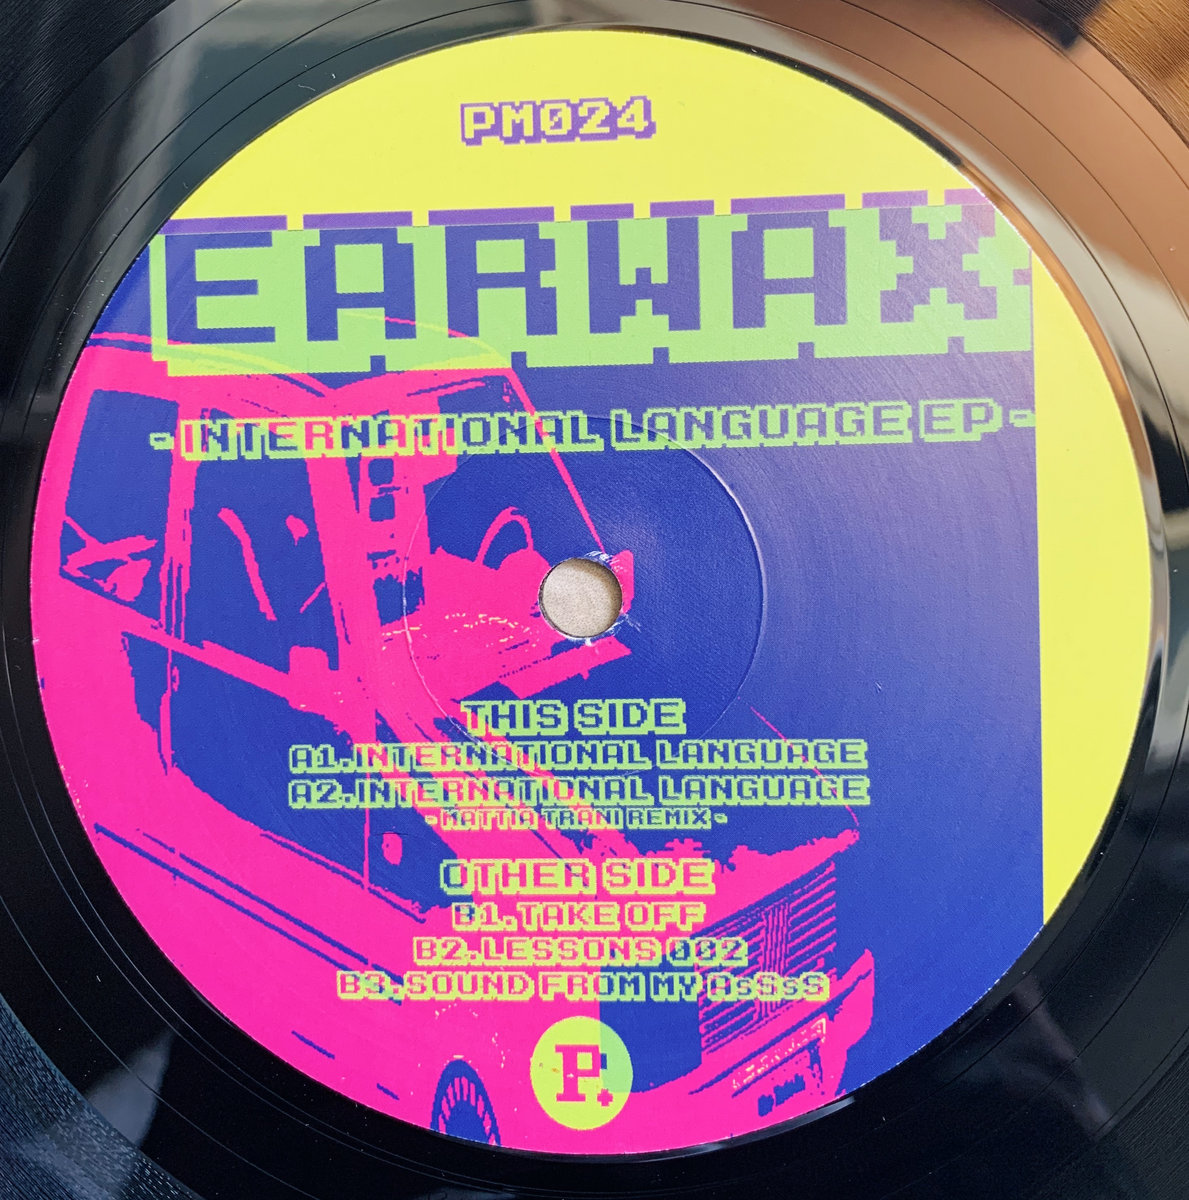 PM024
EARWAX
- INTERNATIONAL LANGUAGE EP -
THIS SIDE
A1.INTERNATIONAL LANGUAGE
A2.INTERNATIONAL LANGUAGE
- MATTIA TRANI REMIX -
OTHER SIDE
B1.TAKE OFF
B2.LESSONS 002
B3.SOUND FROM MY AsSsS
P.